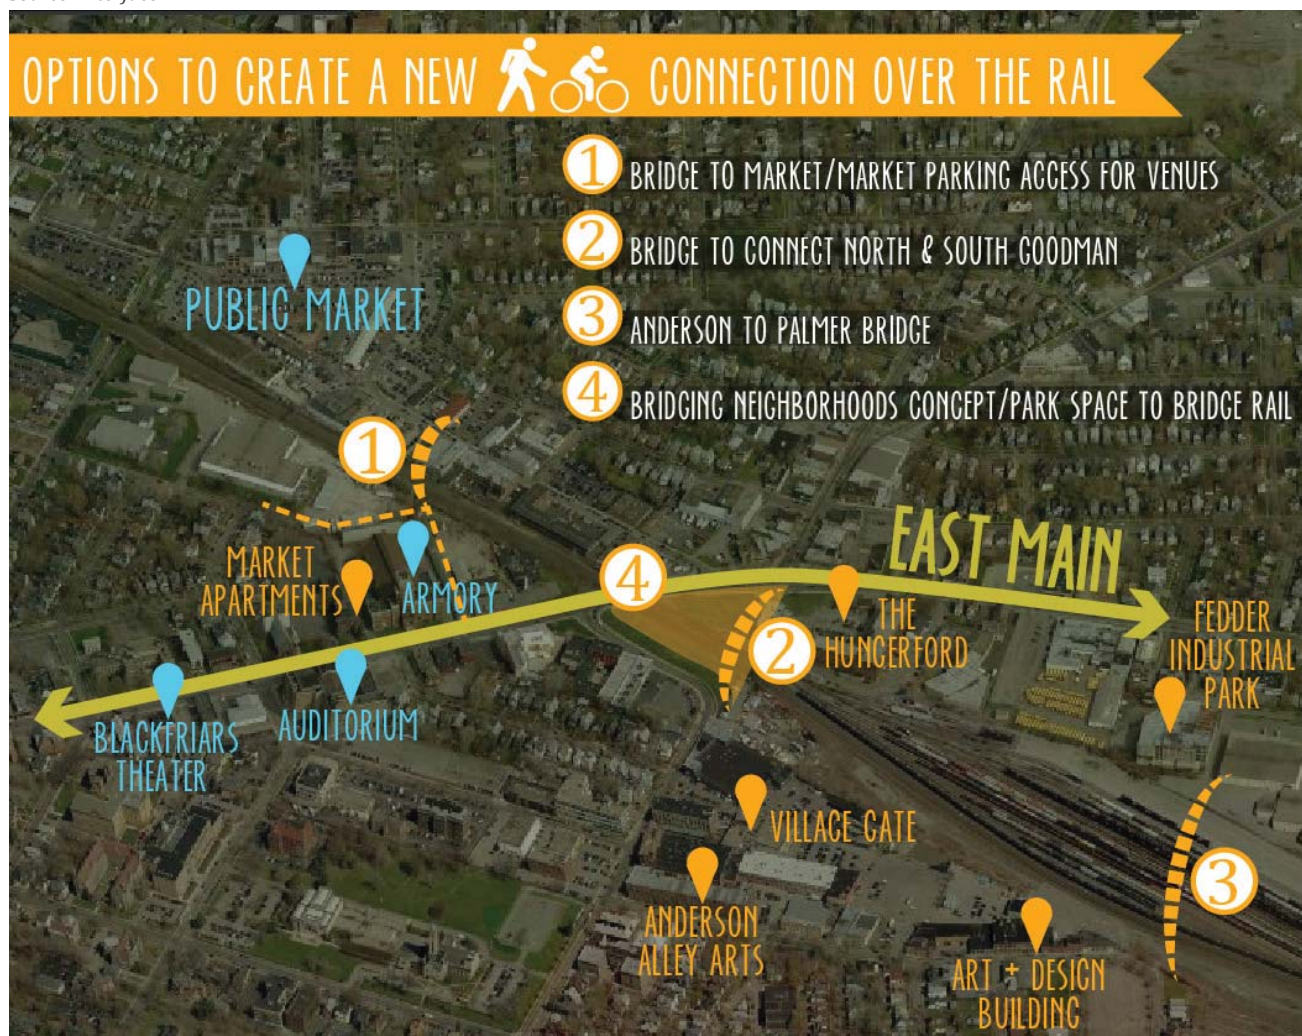 OPTIONS TO CREATE A NEW CONNECTION OVER THE RAIL
1 BRIDGE TO MARKET/MARKET PARKING ACCESS FOR VENUES
2 BRIDGE TO CONNECT NORTH & SOUTH GOODMAN
3 ANDERSON TO PALMER BRIDGE
4 BRIDGING NEIGHBORHOODS CONCEPT/PARK SPACE TO BRIDGE RAIL
PUBLIC MARKET
1
MARKET
APARTMENTS
ARMORY
4
EAST MAIN
2
THE
HUNGERFORD
FEDDER
INDUSTRIAL
PARK
BLACKFRIARS
THEATER
AUDITORIUM
VILLAGE GATE
3
ANDERSON
ALLEY ARTS
ART + DESIGN
BUILDING